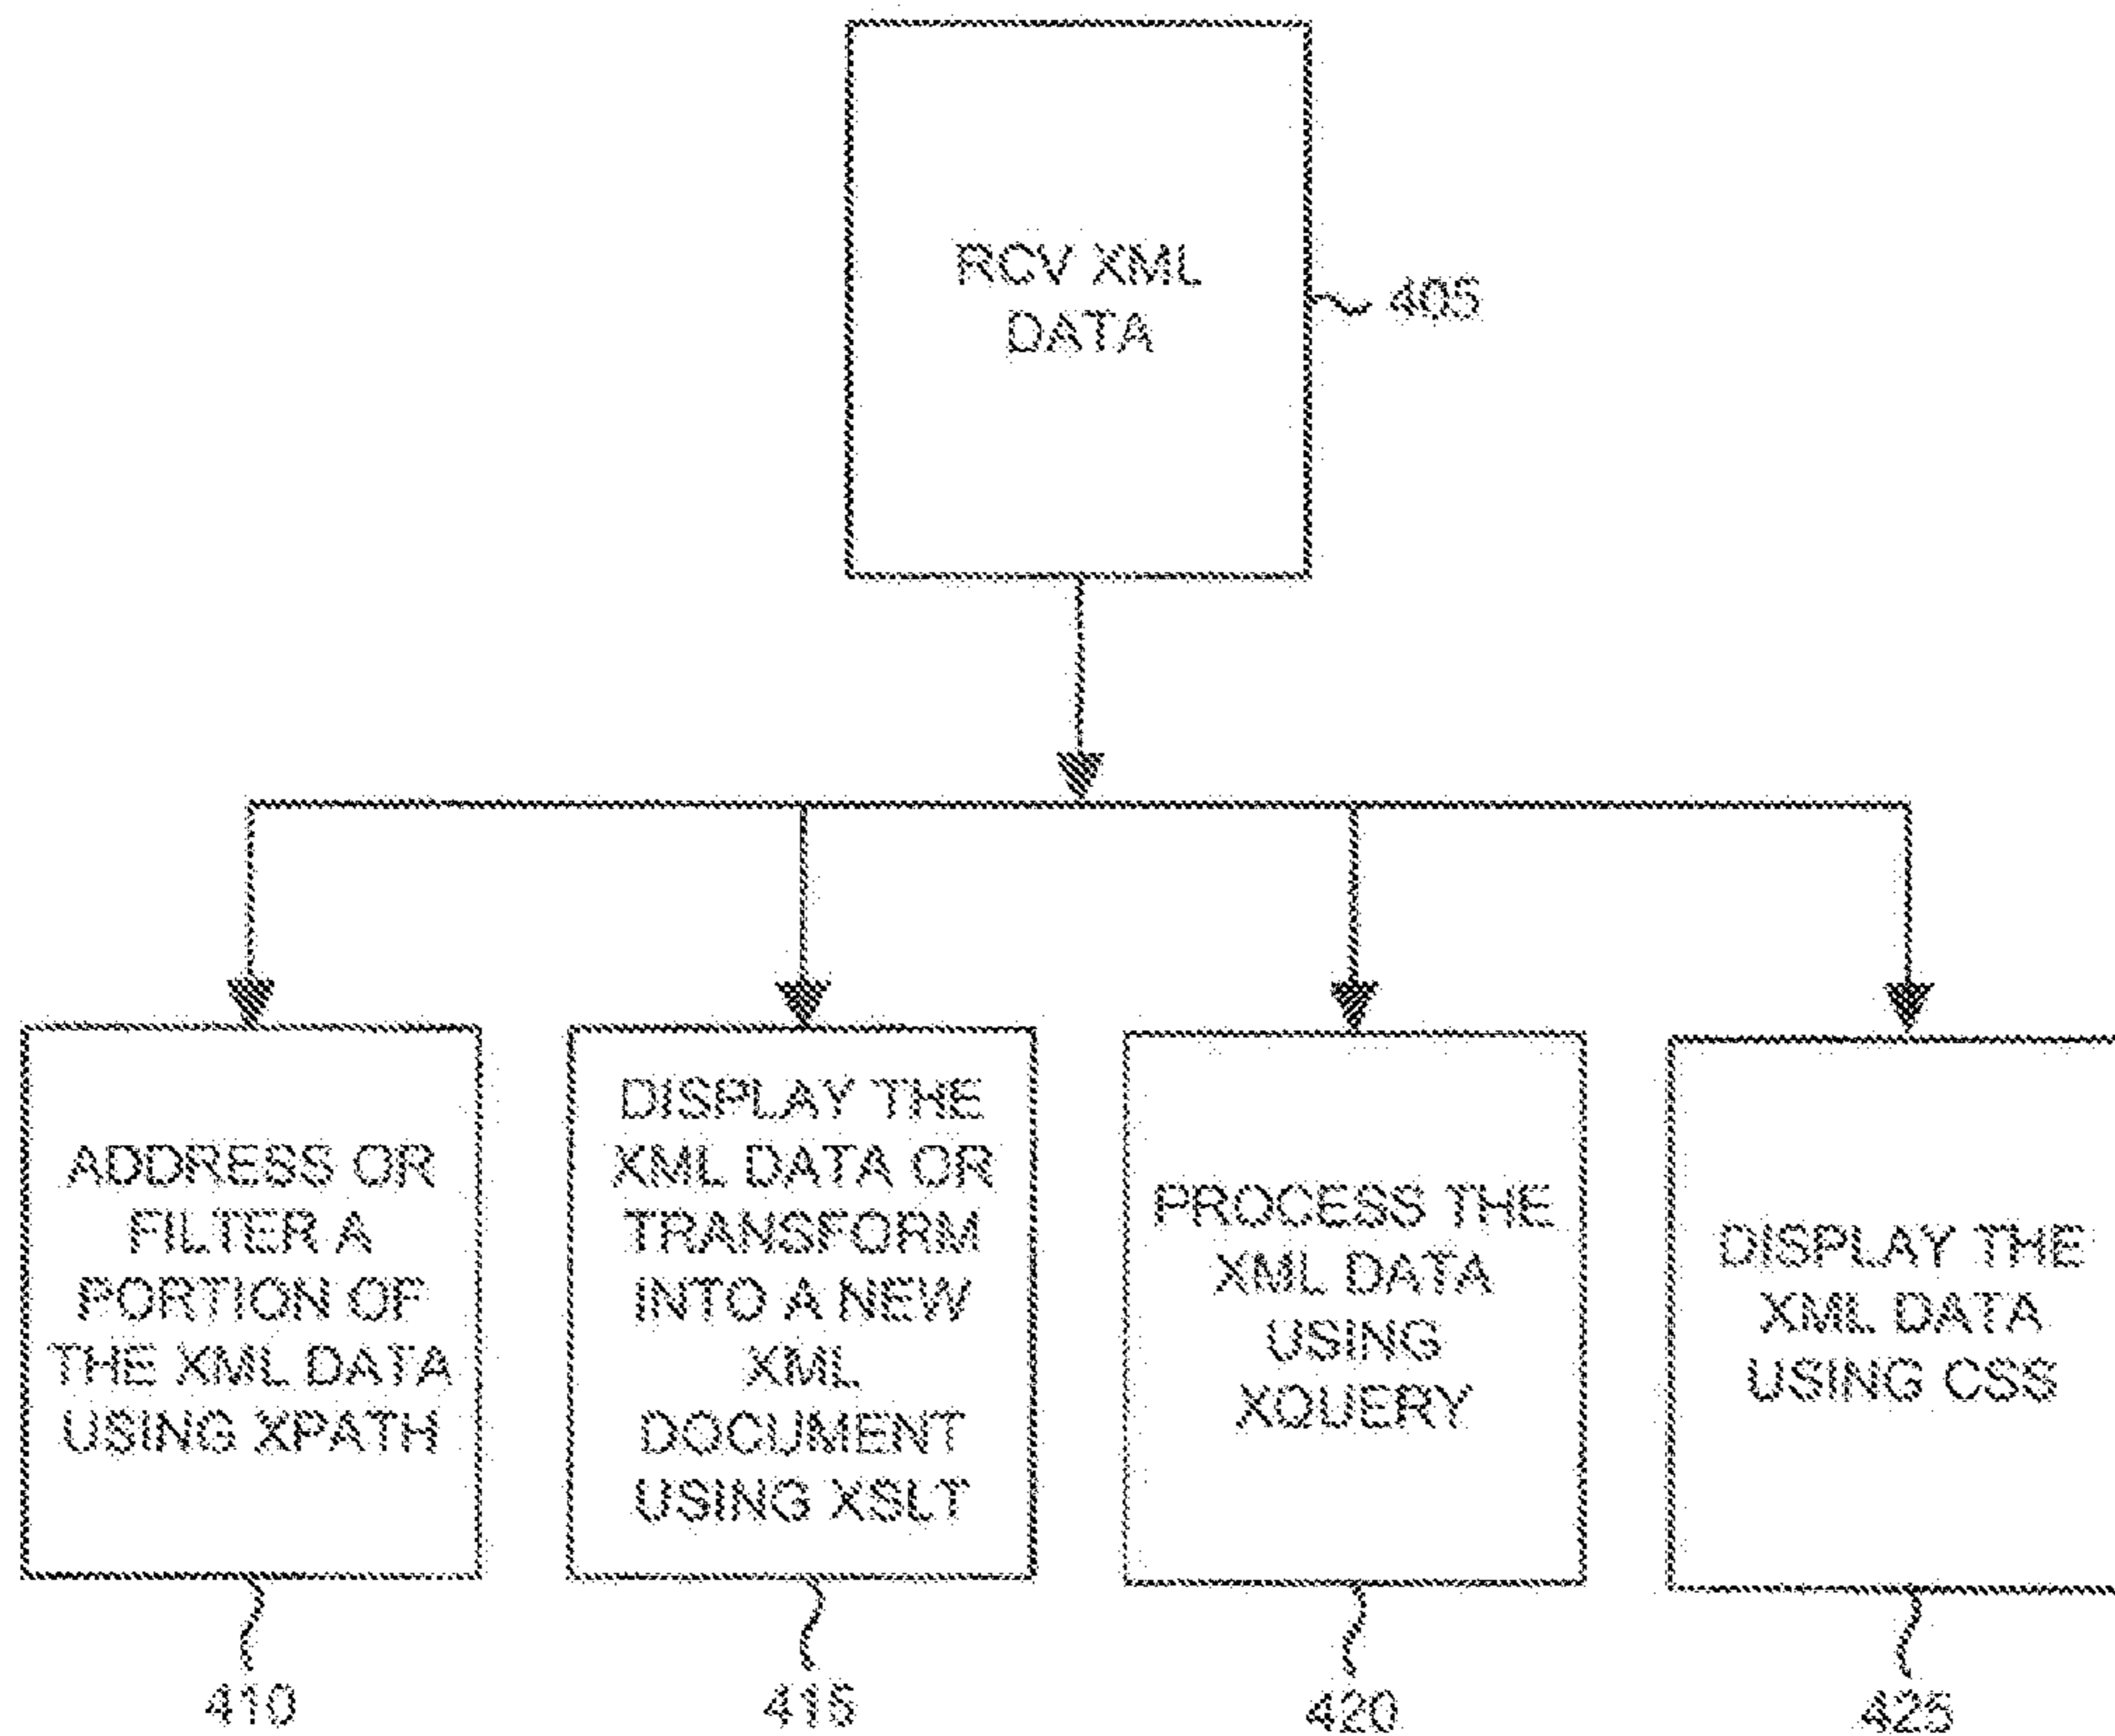 RCV XML
DATA
405
ADDRESS OR
FILTER A
PORTION OF
THE XML DATA
USING XPATH
DISPLAY THE
XML DATA OR
TRANSFORM
INTO A NEW
XML
DOCUMENT
USING XSLT
PROCESS THE
XML DATA
USING
XQUERY
DISPLAY THE
XML DATA
USING CSS
410
415
420
425